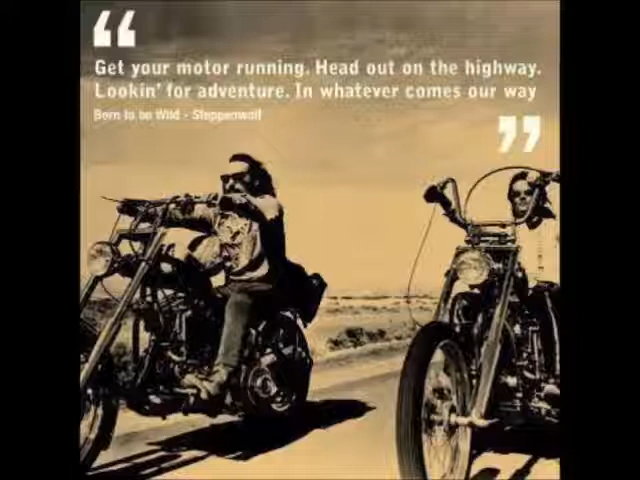 “
Get your motor running. Head out on the highway.
Lookin' for adventure. In whatever comes our way
Born to be Wild - Steppenwolf
”